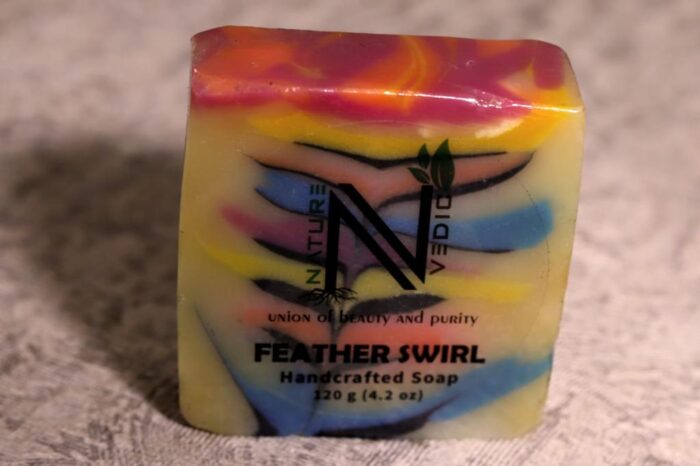 NATURE
N
VEDIC
UNION Of BEAUTY AND PURITY
FEATHER SWIRL
Handcrafted Soap
120 g (4.2 oz)